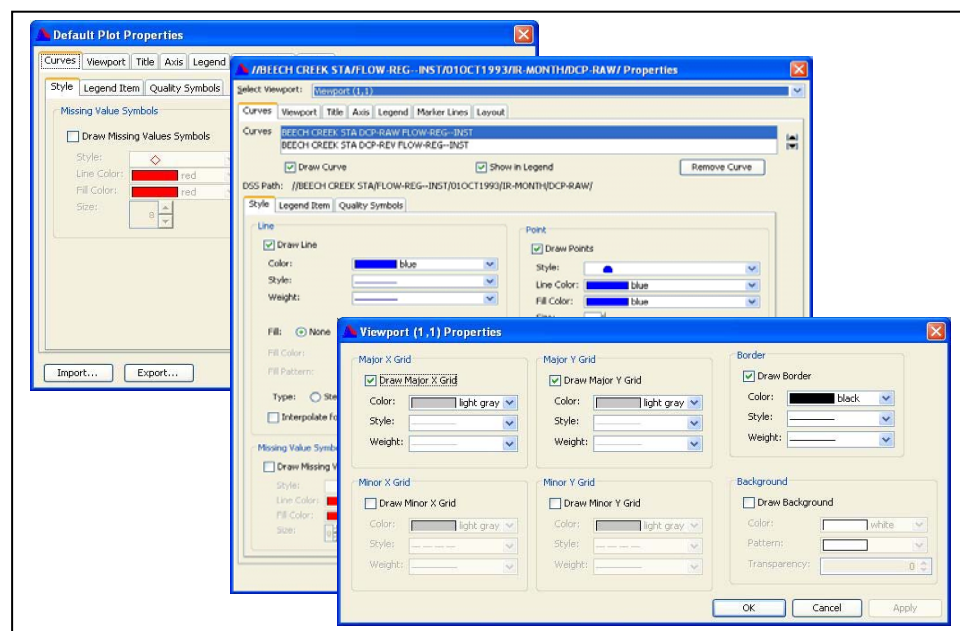 Default Plot Properties
Curves Viewport Title Axis Legend
Style Legend Item Quality Symbols
Missing Value Symbols
Draw Missing Values Symbols
Style:
Line Color: red
Fill Color: red
Size: 8
Import... Export...
//BEECH CREEK STA/FLOW-REG--INST/01OCT1993/IR-MONTH/DCP-RAW/ Properties
Select Viewport: Viewport (1,1)
Curves Viewport Title Axis Legend Marker Lines Layout
Curves BEECH CREEK STA DCP-RAW FLOW-REG--INST
BEECH CREEK STA DCP-REV FLOW-REG--INST
Draw Curve Show in Legend Remove Curve
DSS Path: //BEECH CREEK STA/FLOW-REG--INST/01OCT1993/IR-MONTH/DCP-RAW/
Style Legend Item Quality Symbols
Line
Draw Line
Color: blue
Style:
Weight:
Point
Draw Points
Style:
Line Color: blue
Fill Color: blue
Fill: None
Fill Color:
Fill Pattern:
Type:
Missing Value
Draw Missing
Style:
Line Color:
Fill Color:
Size:
Viewport (1,1) Properties
Major X Grid
Draw Major X Grid
Color: light gray
Style:
Weight:
Major Y Grid
Draw Major Y Grid
Color: light gray
Style:
Weight:
Border
Draw Border
Color: black
Style:
Weight:
Minor X Grid
Draw Minor X Grid
Color: light gray
Style:
Weight:
Minor Y Grid
Draw Minor Y Grid
Color: light gray
Style:
Weight:
Background
Draw Background
Color: white
Pattern:
Transparency: 0
OK Cancel Apply